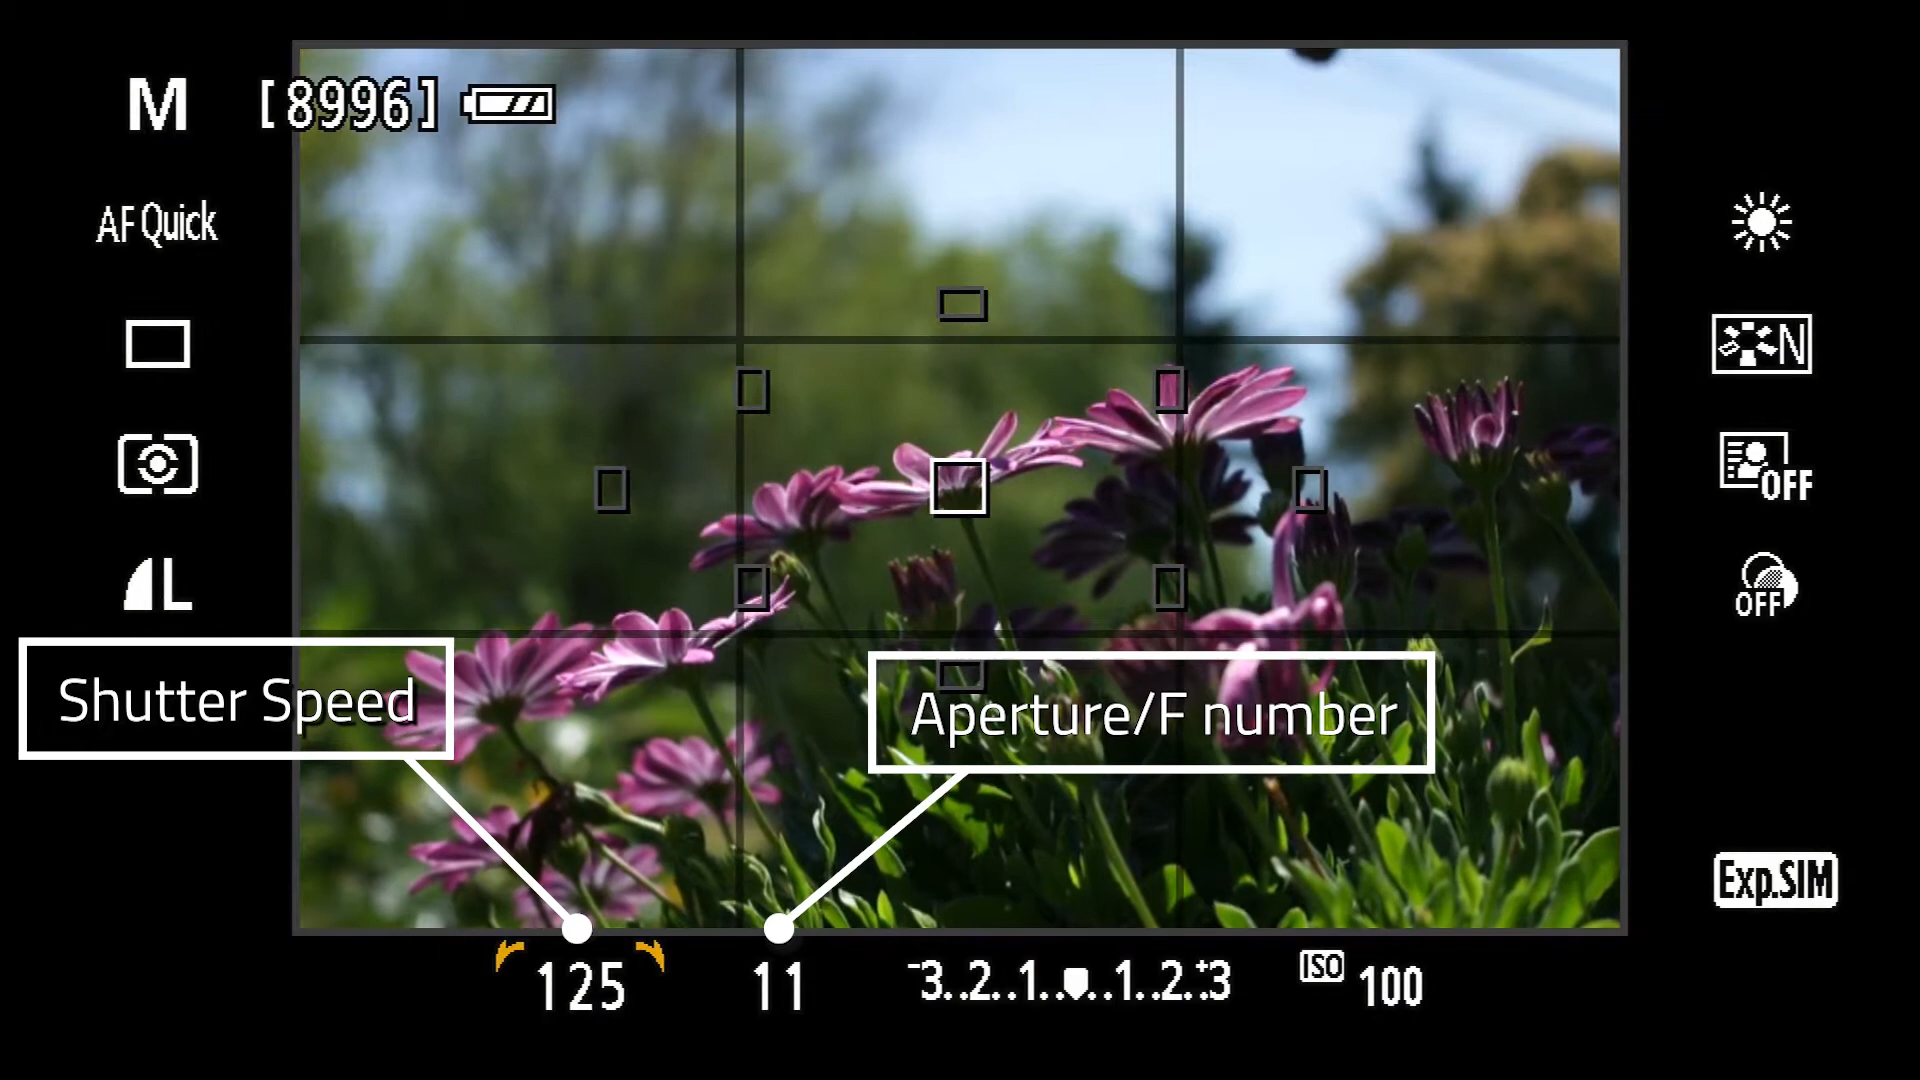 M [8996]
AF Quick
N
OFF
L
OFF
Shutter Speed
Aperture/F number
Exp.SIM
125 11 -3..2..1....1..2..+3 ISO 100